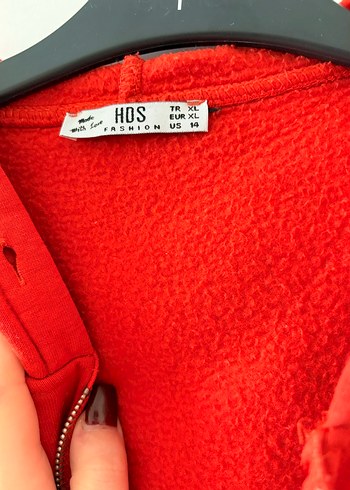 Made
with Love
HDS
FASHION
TR XL
EUR XL
US 14